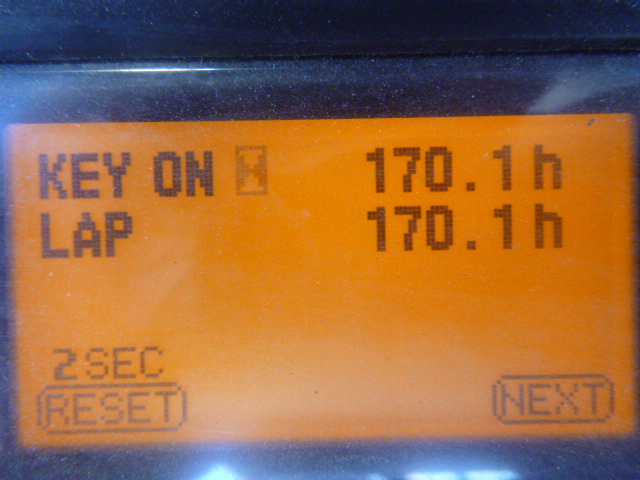 KEY ON 170.1h
LAP 170.1h
2SEC
RESET NEXT